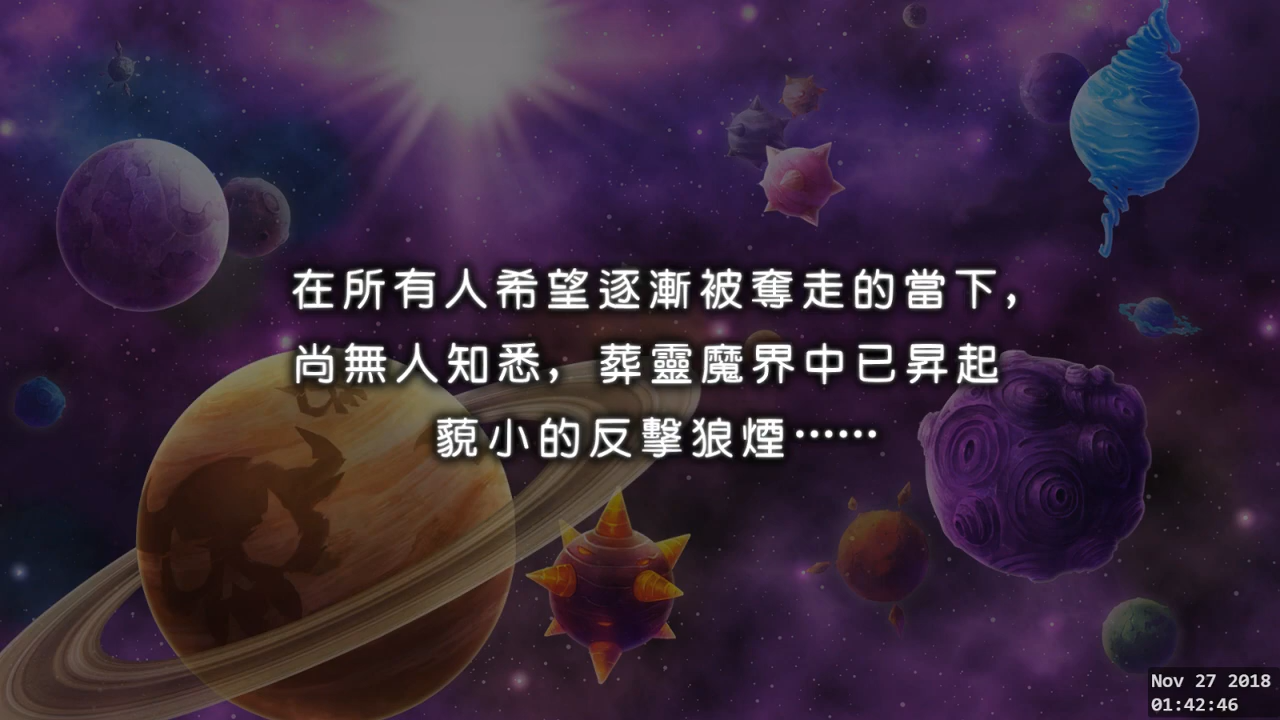 在所有人希望逐漸被奪走的當下，
尚無人知悉，葬靈魔界中已昇起
藐小的反擊狼煙⋯⋯
Nov 27 2018
01:42:46